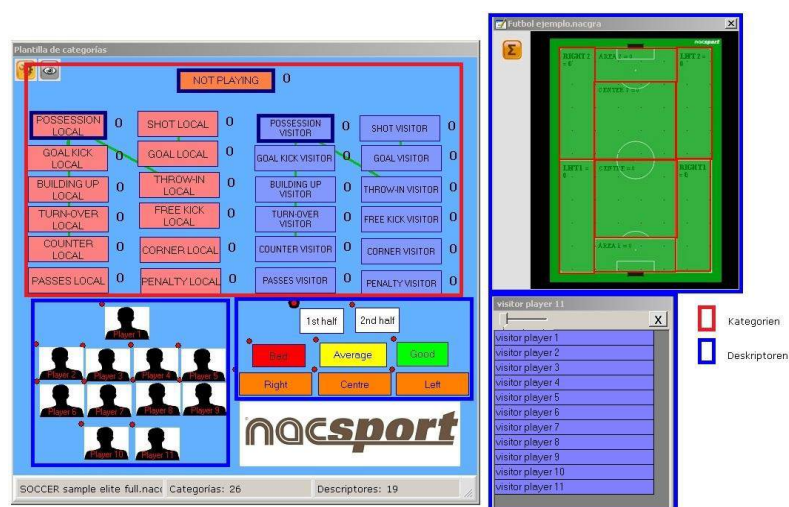 Plantilla de categorías
NOT PLAYING 0
POSSESSION LOCAL 0
SHOT LOCAL 0
POSSESSION VISITOR 0
SHOT VISITOR 0
GOAL KICK LOCAL 0
GOAL LOCAL 0
GOAL KICK VISITOR 0
GOAL VISITOR 0
BUILDING UP LOCAL 0
THROW-IN LOCAL 0
BUILDING UP VISITOR 0
THROW-IN VISITOR 0
TURN-OVER LOCAL 0
FREE KICK LOCAL 0
TURN-OVER VISITOR 0
FREE KICK VISITOR 0
COUNTER LOCAL 0
CORNER LOCAL 0
COUNTER VISITOR 0
CORNER VISITOR 0
PASSES LOCAL 0
PENALTY LOCAL 0
PASSES VISITOR 0
PENALTY VISITOR 0
Player 1
Player 2
Player 3
Player 4
Player 5
Player 6
Player 7
Player 8
Player 9
Player 10
Player 11
1st half
2nd half
Bad
Average
Good
Right
Centre
Left
nacsport
SOCCER sample elite full.nac
Categorías: 26
Descriptores: 19
Futbol ejemplo.nacgra
X
Σ
nacsport
AREA 2 = 0
visitor player 11
X
visitor player 1
visitor player 2
visitor player 3
visitor player 4
visitor player 5
visitor player 6
visitor player 7
visitor player 8
visitor player 9
visitor player 10
visitor player 11
Kategorien
Deskriptoren